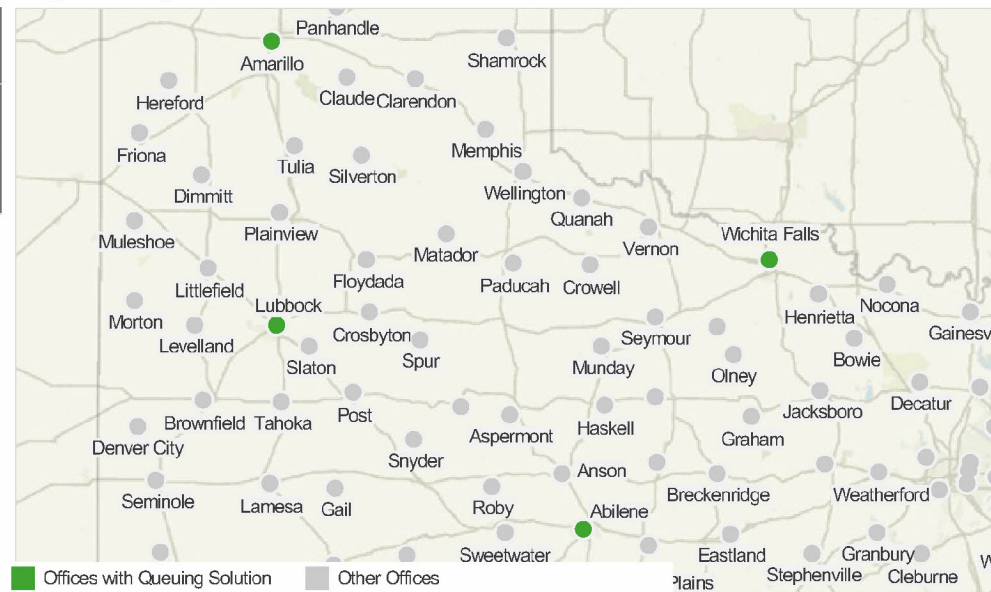 Panhandle
Amarillo
Shamrock
Hereford
Claude
Clarendon
Friona
Tulia
Silverton
Memphis
Dimmitt
Wellington
Quanah
Muleshoe
Plainview
Matador
Vernon
Wichita Falls
Littlefield
Floydada
Paducah
Crowell
Lubbock
Morton
Levelland
Crosbyton
Seymour
Henrietta
Nocona
Gainesv
Slaton
Spur
Munday
Olney
Bowie
Brownfield
Tahoka
Post
Aspermont
Haskell
Jacksboro
Decatur
Denver City
Snyder
Graham
Seminole
Lamesa
Gail
Roby
Anson
Breckenridge
Weatherford
Abilene
Sweetwater
Eastland
Granbury
Stephenville
Cleburne
W
Plains
Offices with Queuing Solution
Other Offices